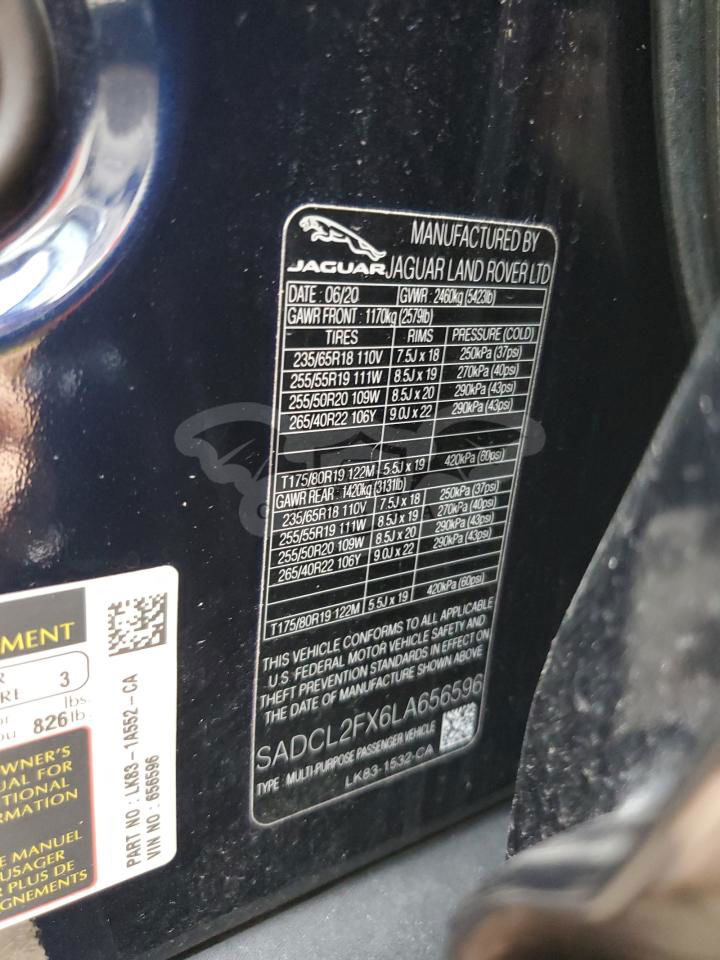 JAGUAR
MANUFACTURED BY
JAGUAR LAND ROVER LTD
DATE : 06/20 GVWR : 2460kg (5423lb)
GAWR FRONT : 1170kg (2579lb)
TIRES RIMS PRESSURE (COLD)
235/65R18 110V 7.5J x 18 250kPa (37psi)
255/55R19 111W 8.5J x 19 270kPa (40psi)
255/50R20 109W 8.5J x 20 290kPa (43psi)
265/40R22 106Y 9.0J x 22 290kPa (43psi)
T175/80R19 122M 5.5J x 19 420kPa (60psi)
GAWR REAR : 1420kg (3131lb)
235/65R18 110V 7.5J x 18 250kPa (37psi)
255/55R19 111W 8.5J x 19 270kPa (40psi)
255/50R20 109W 8.5J x 20 290kPa (43psi)
265/40R22 106Y 9.0J x 22 290kPa (43psi)
T175/80R19 122M 5.5J x 19 420kPa (60psi)
THIS VEHICLE CONFORMS TO ALL APPLICABLE
U.S. FEDERAL MOTOR VEHICLE SAFETY AND
THEFT PREVENTION STANDARDS IN EFFECT ON
THE DATE OF MANUFACTURE SHOWN ABOVE
SADCL2FX6LA656596
TYPE : MULTI-PURPOSE PASSENGER VEHICLE
LK83-1532-CA
EMENT
3
lbs.
826 lb
WNER'S
UAL FOR
TIONAL
ORMATION
E MANUEL
USAGER
R PLUS DE
GNEMENTS
PART NO : LK83-1A552-CA
VIN NO : 656596